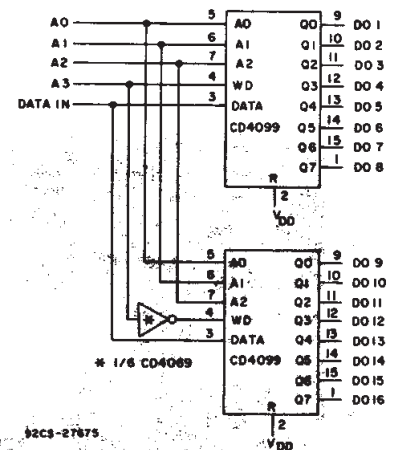 A0 5 A0 Q0 9 DO 1
A1 6 A1 Q1 10 DO 2
A2 7 A2 Q2 11 DO 3
A3 4 WD Q3 12 DO 4
DATA IN 3 DATA Q4 13 DO 5
CD4099 Q5 14 DO 6
Q6 15 DO 7
Q7 1 DO 8
R
2
VDD
5 A0 Q0 9 DO 9
6 A1 Q1 10 DO 10
7 A2 Q2 11 DO 11
* 4 WD Q3 12 DO 12
3 DATA Q4 13 DO 13
* 1/6 CD4069 CD4099 Q5 14 DO 14
Q6 15 DO 15
Q7 1 DO 16
R
2
92CS-27675 VDD